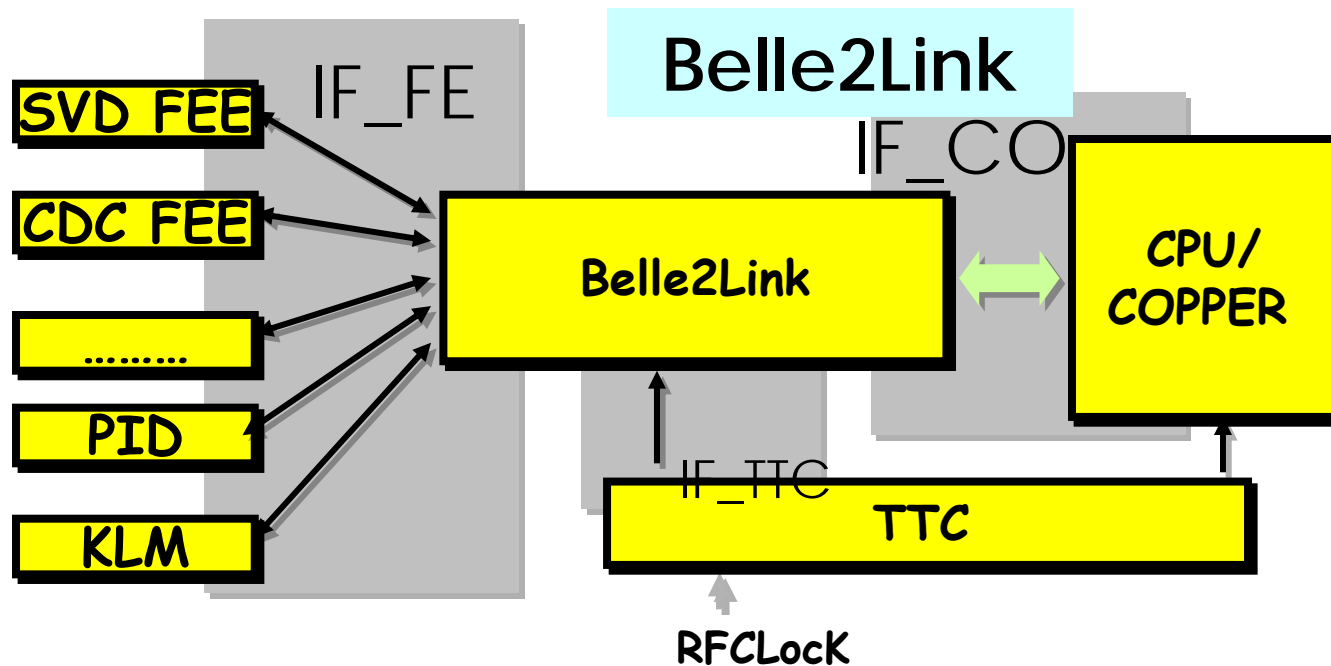 Belle2Link
IF_FE
IF_CO
SVD FEE
CDC FEE
………
PID
KLM
Belle2Link
CPU/
COPPER
IF_TTC
TTC
RFCLocK